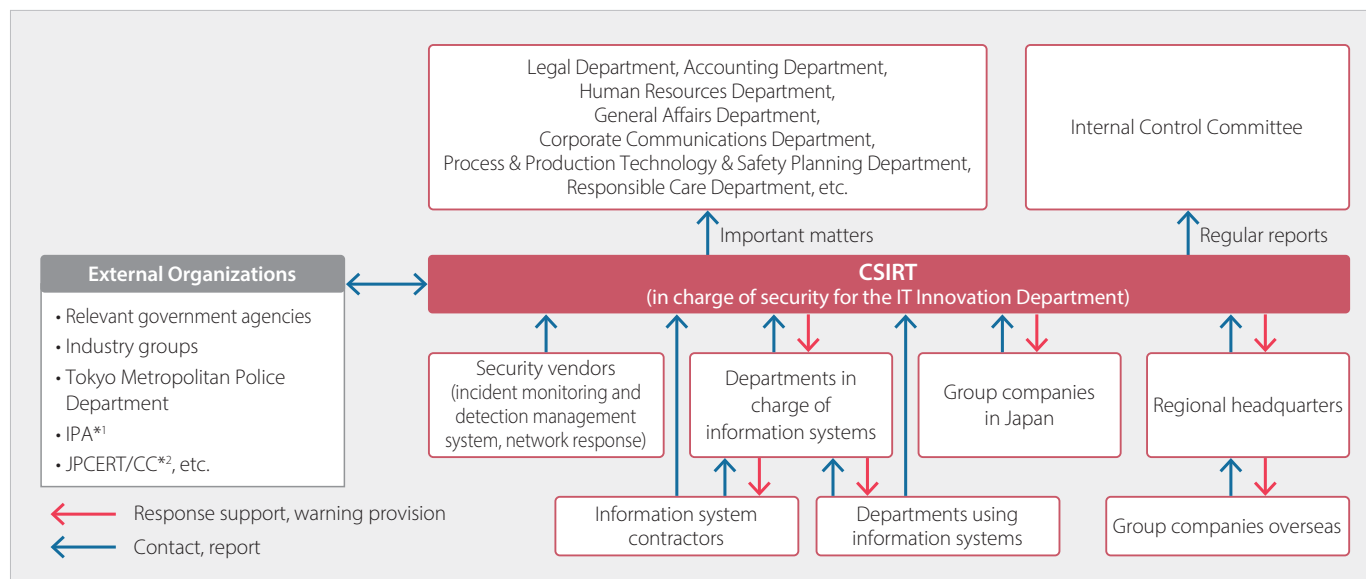 Legal Department, Accounting Department,
Human Resources Department,
General Affairs Department,
Corporate Communications Department,
Process & Production Technology & Safety Planning Department,
Responsible Care Department, etc.
Internal Control Committee
Important matters
Regular reports
External Organizations
• Relevant government agencies
• Industry groups
• Tokyo Metropolitan Police
Department
• IPA*1
• JPCERT/CC*2, etc.
CSIRT
(in charge of security for the IT Innovation Department)
Security vendors
(incident monitoring and
detection management
system, network response)
Departments in
charge of
information systems
Group companies
in Japan
Regional headquarters
Information system
contractors
Departments using
information systems
Group companies overseas
Response support, warning provision
Contact, report